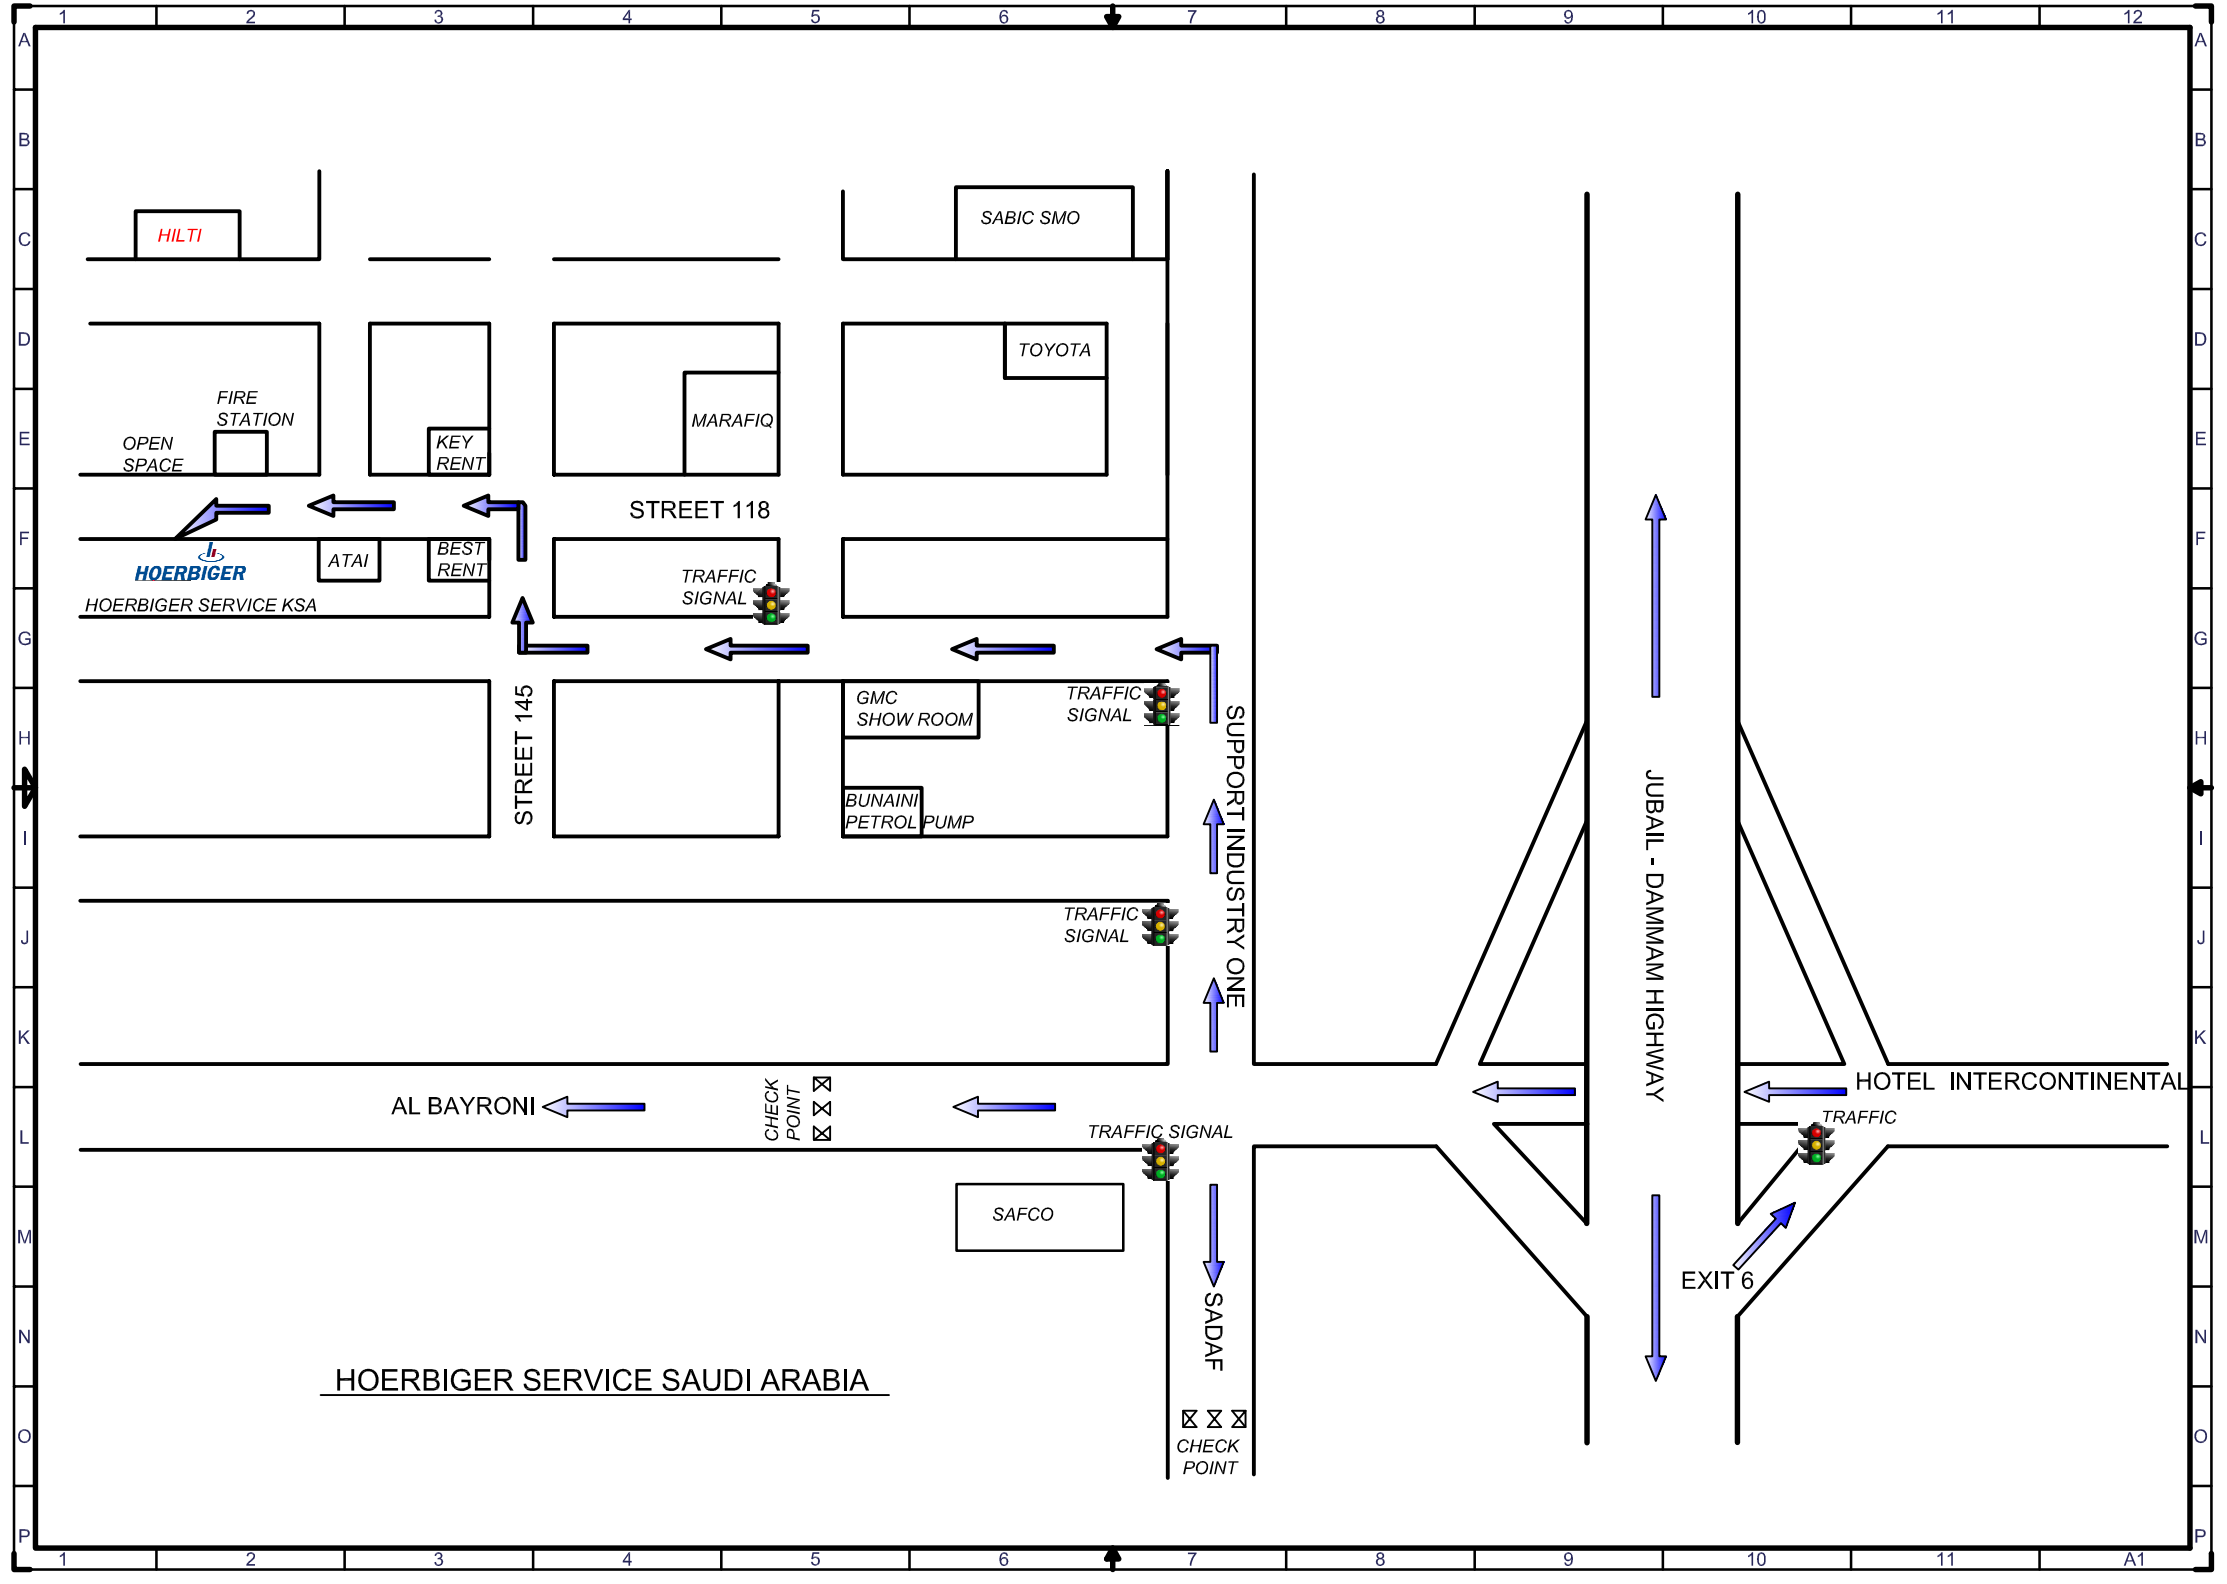 1 2 3 4 5 6 7 8 9 10 11 12
A A
B B
SABIC SMO
HILTI
C C
D D
TOYOTA
FIRE
STATION
MARAFIQ
OPEN
SPACE
KEY
RENT
E E
STREET 118
F F
BEST
RENT
ATAI
HOERBIGER
TRAFFIC
SIGNAL
HOERBIGER SERVICE KSA
G G
GMC
SHOW ROOM
TRAFFIC
SIGNAL
STREET 145
SUPPORT INDUSTRY ONE
H H
JUBAIL - DAMMAM HIGHWAY
BUNAINI
PETROL PUMP
I I
TRAFFIC
SIGNAL
J J
K K
HOTEL INTERCONTINENTAL
AL BAYRONI
CHECK
POINT
TRAFFIC
TRAFFIC SIGNAL
L L
SAFCO
M M
EXIT 6
SADAF
N N
HOERBIGER SERVICE SAUDI ARABIA
O O
CHECK
POINT
P P
1 2 3 4 5 6 7 8 9 10 11 A1